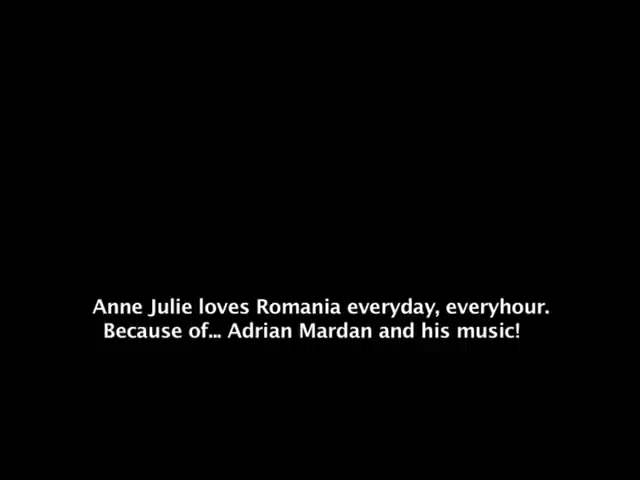 Anne Julie loves Romania everyday, everyhour.
Because of... Adrian Mardan and his music!